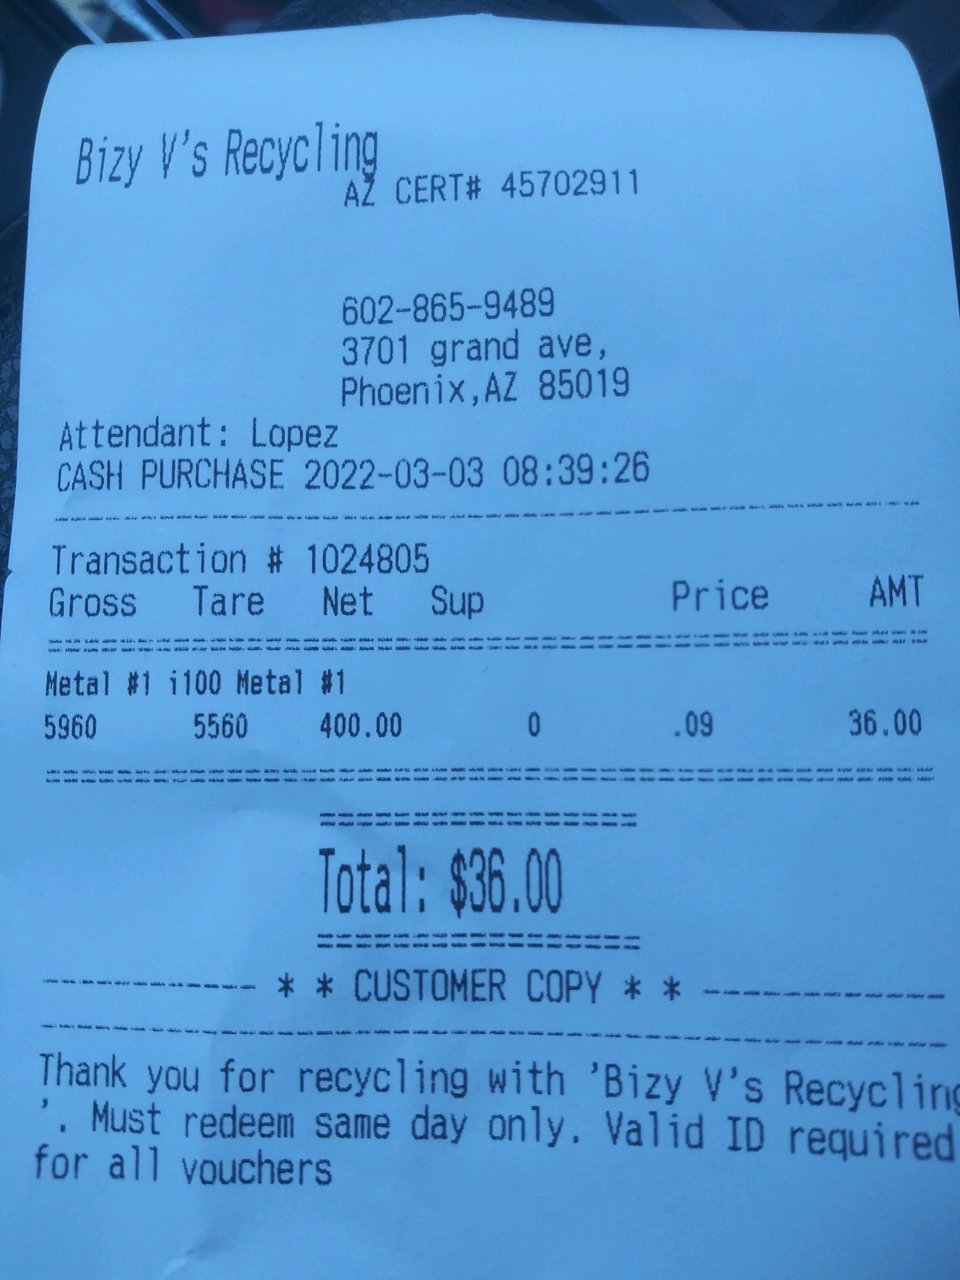 Bizy V's Recycling
AZ CERT# 45702911
602-865-9489
3701 grand ave,
Phoenix,AZ 85019
Attendant: Lopez
CASH PURCHASE 2022-03-03 08:39:26
Transaction # 1024805
Gross Tare Net Sup Price AMT
Metal #1 i100 Metal #1
5960 5560 400.00 0 .09 36.00
Total: $36.00
* * CUSTOMER COPY * *
Thank you for recycling with 'Bizy V's Recycling
'. Must redeem same day only. Valid ID required
for all vouchers